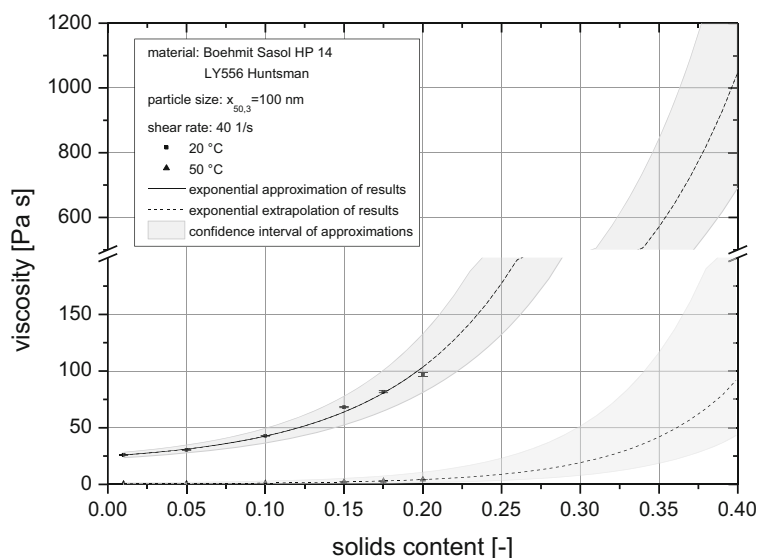 1200
1000
800
600
150
100
50
0
viscosity [Pa s]
material: Boehmit Sasol HP 14
LY556 Huntsman
particle size: x50,3=100 nm
shear rate: 40 1/s
20 °C
50 °C
exponential approximation of results
exponential extrapolation of results
confidence interval of approximations
0.00 0.05 0.10 0.15 0.20 0.25 0.30 0.35 0.40
solids content [-]